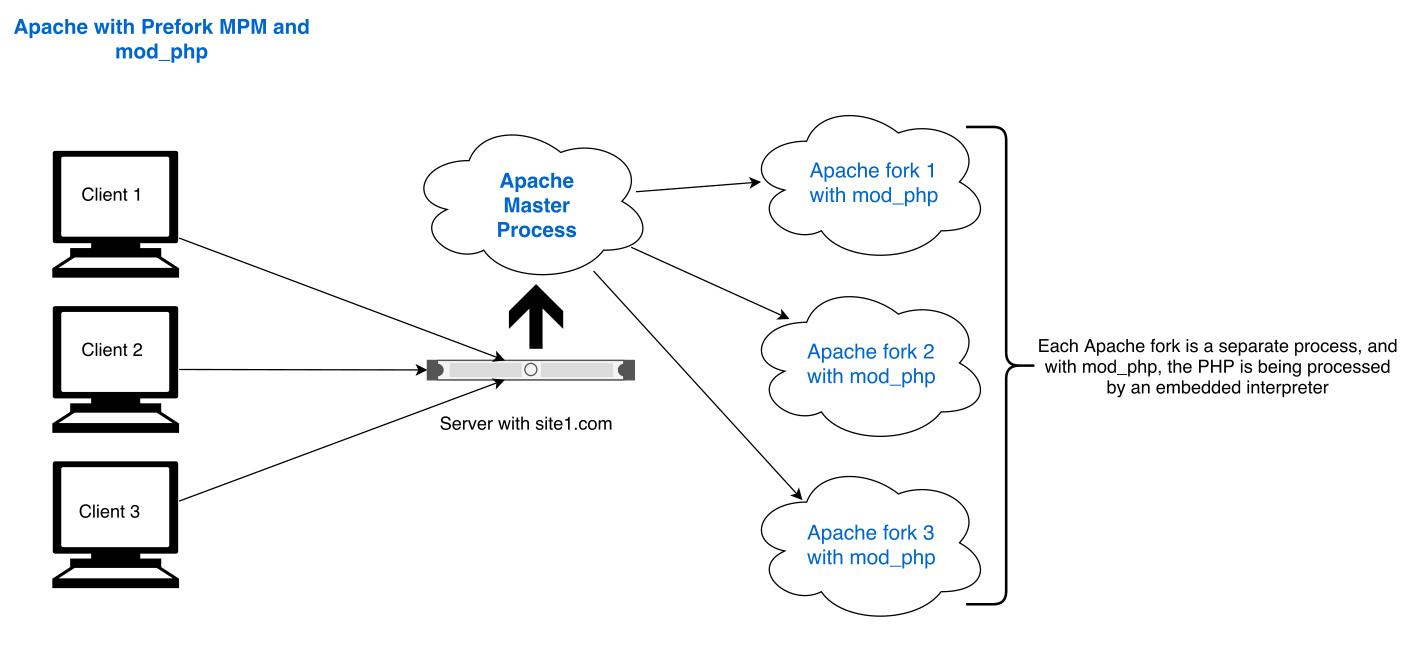 Apache with Prefork MPM and
mod_php
Client 1
Client 2
Client 3
Apache
Master
Process
Server with site1.com
Apache fork 1
with mod_php
Apache fork 2
with mod_php
Apache fork 3
with mod_php
Each Apache fork is a separate process, and
with mod_php, the PHP is being processed
by an embedded interpreter